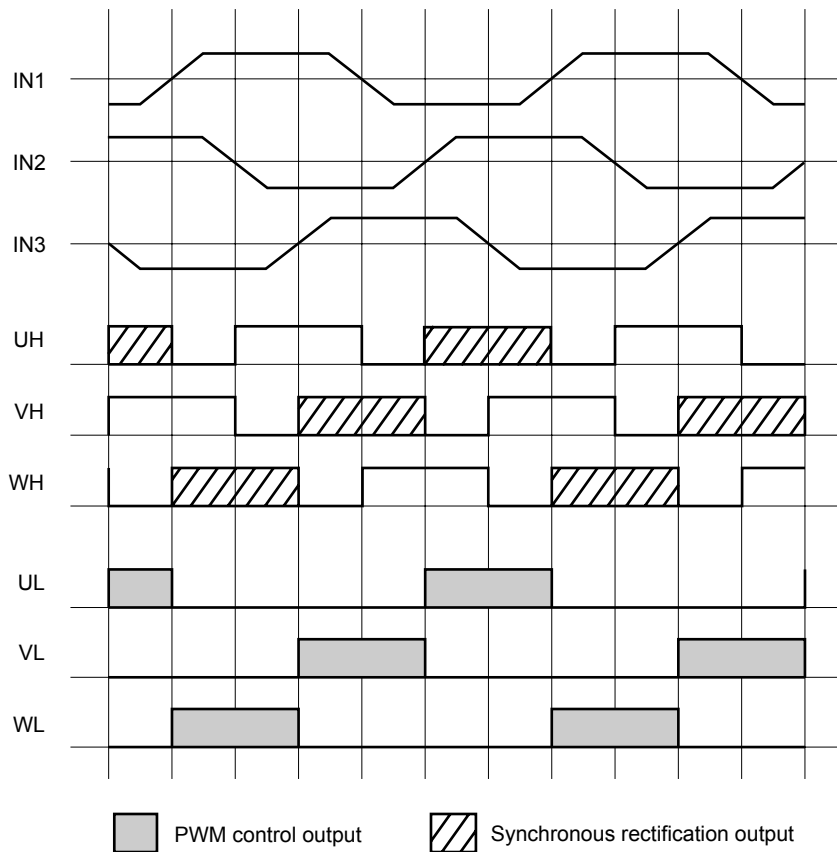 IN1
IN2
IN3
UH
VH
WH
UL
VL
WL
PWM control output
Synchronous rectification output